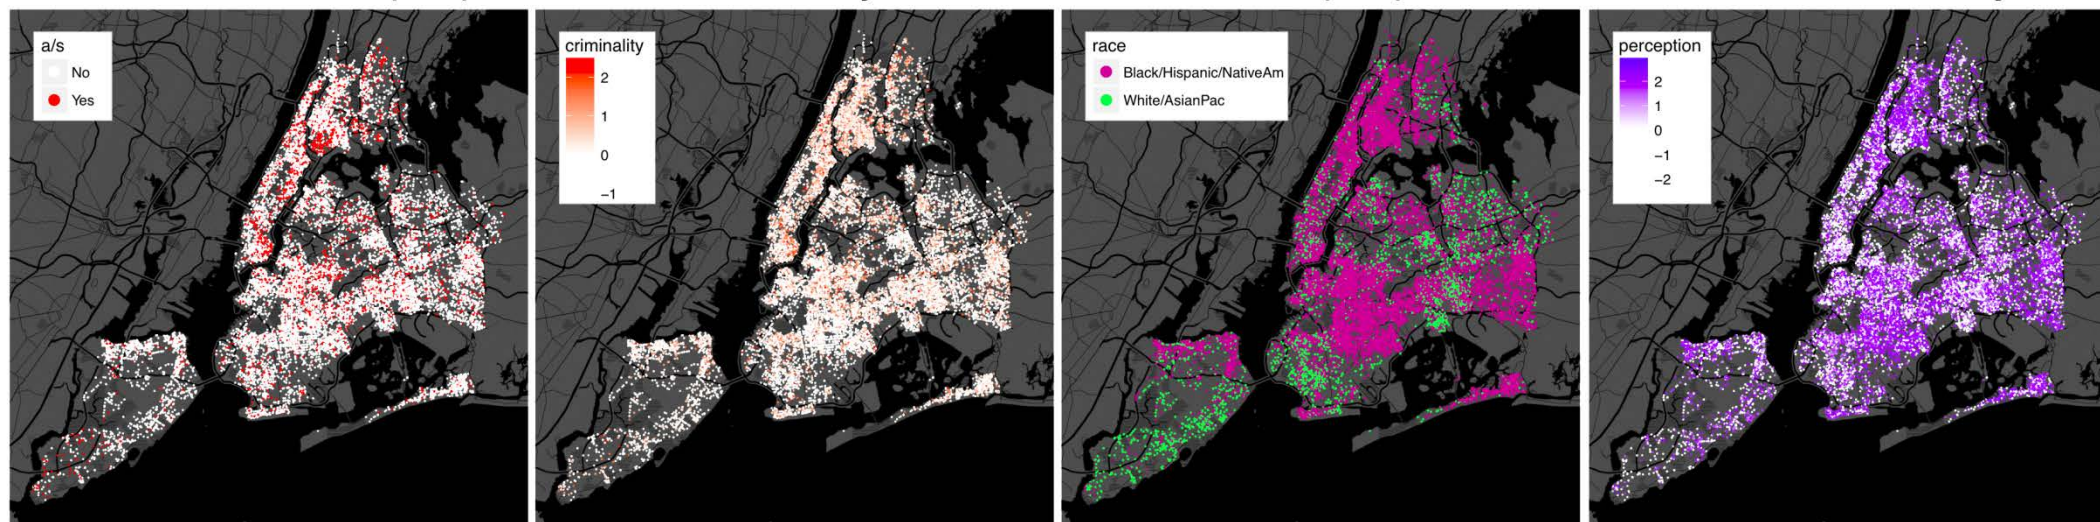 a/s
No
Yes
criminality
2
1
0
−1
race
Black/Hispanic/NativeAm
White/AsianPac
perception
2
1
0
−1
−2